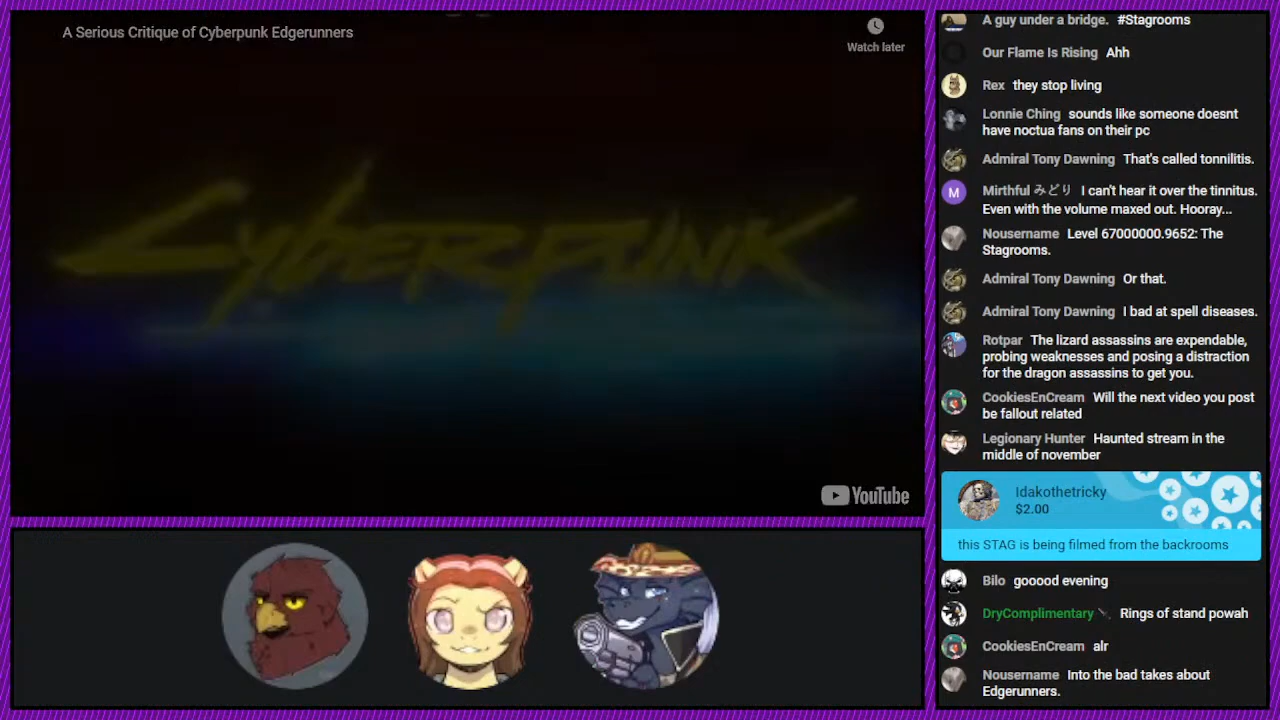 A Serious Critique of Cyberpunk Edgerunners
Watch later
CYBERPUNK
YouTube
A guy under a bridge. #Stagrooms
Our Flame Is Rising Ahh
Rex they stop living
Lonnie Ching sounds like someone doesnt
have noctua fans on their pc
Admiral Tony Dawning That's called tonnilitis.
M
Mirthful みどり I can't hear it over the tinnitus.
Even with the volume maxed out. Hooray...
Nousername Level 67000000.9652: The
Stagrooms.
Admiral Tony Dawning Or that.
Admiral Tony Dawning I bad at spell diseases.
Rotpar The lizard assassins are expendable,
probing weaknesses and posing a distraction
for the dragon assassins to get you.
CookiesEnCream Will the next video you post
be fallout related
Legionary Hunter Haunted stream in the
middle of november
Idakothetricky
$2.00
this STAG is being filmed from the backrooms
Bilo gooood evening
DryComplimentary Rings of stand powah
CookiesEnCream alr
Nousername Into the bad takes about
Edgerunners.